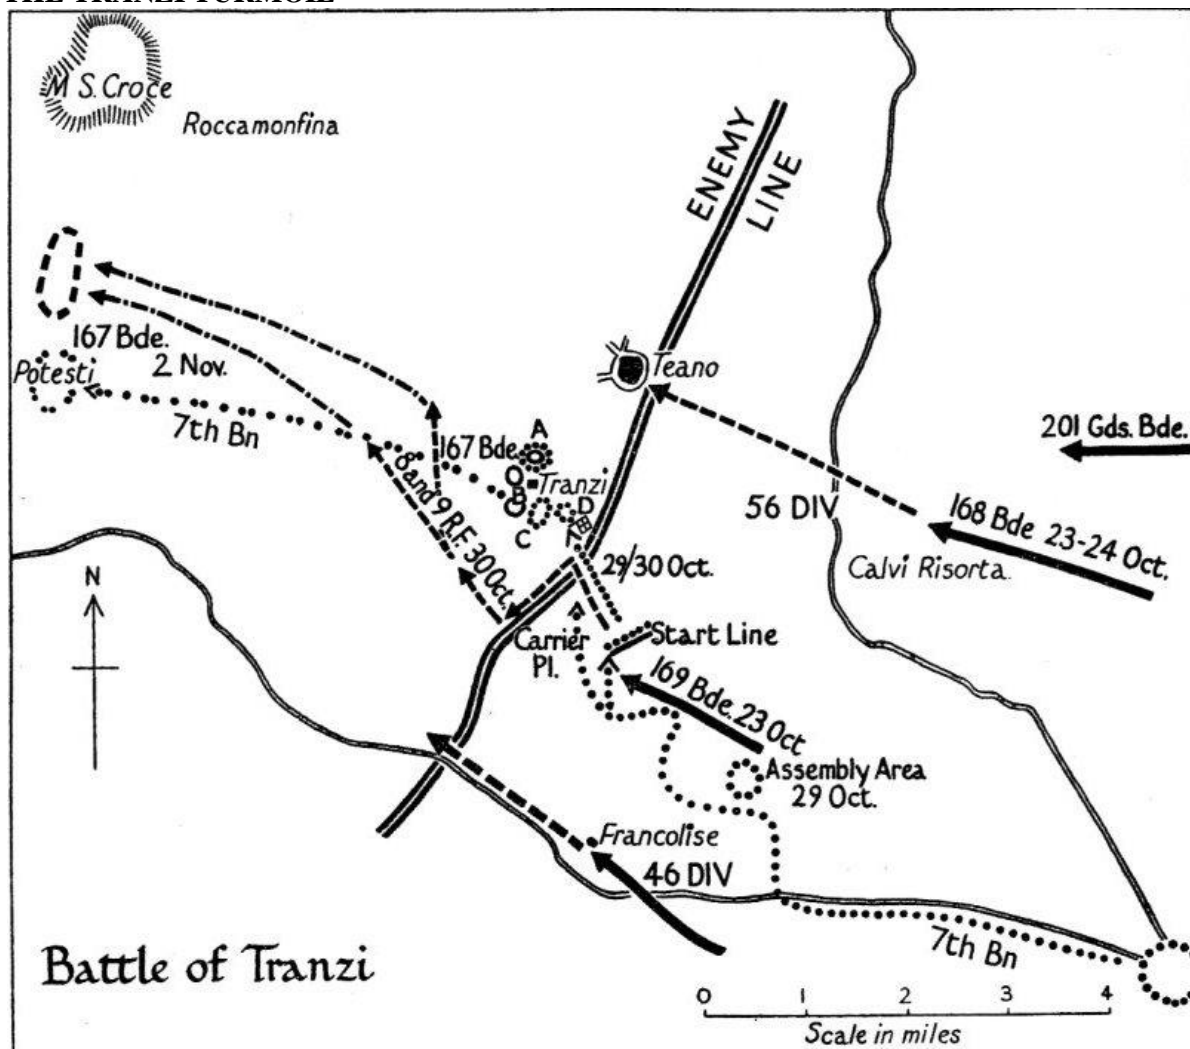 THE TRANZI TURMOIL
M S. Croce
Roccamonfina
ENEMY
LINE
167 Bde.
2 Nov.
Potesti
7th Bn
Teano
201 Gds. Bde.
167 Bde.
A
Tranzi
B
D
C
56 DIV
168 Bde 23-24 Oct.
Calvi Risorta.
8 and 9 R.F. 30 Oct.
29/30 Oct.
N
Carrier
Pl.
Start Line
169 Bde. 23 Oct
Assembly Area
29 Oct.
Francolise
46 DIV
7th Bn
Battle of Tranzi
0 1 2 3 4
Scale in miles